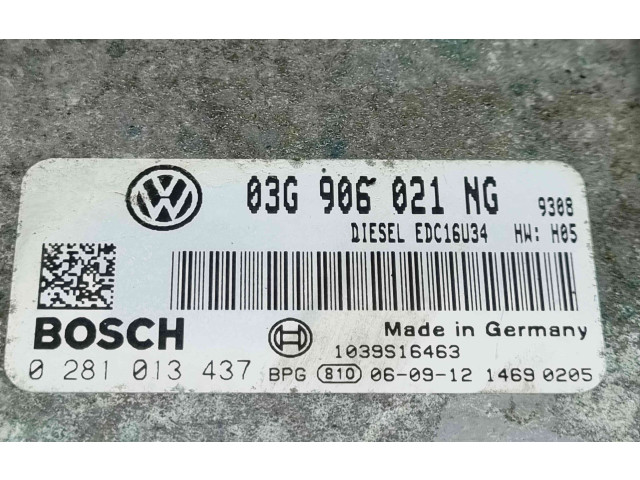 03G 906 021 NG 9308
DIESEL EDC16U34 HW: H05
BOSCH
Made in Germany
1039S16463
0 281 013 437 BPG 810 06-09-12 1469 0205